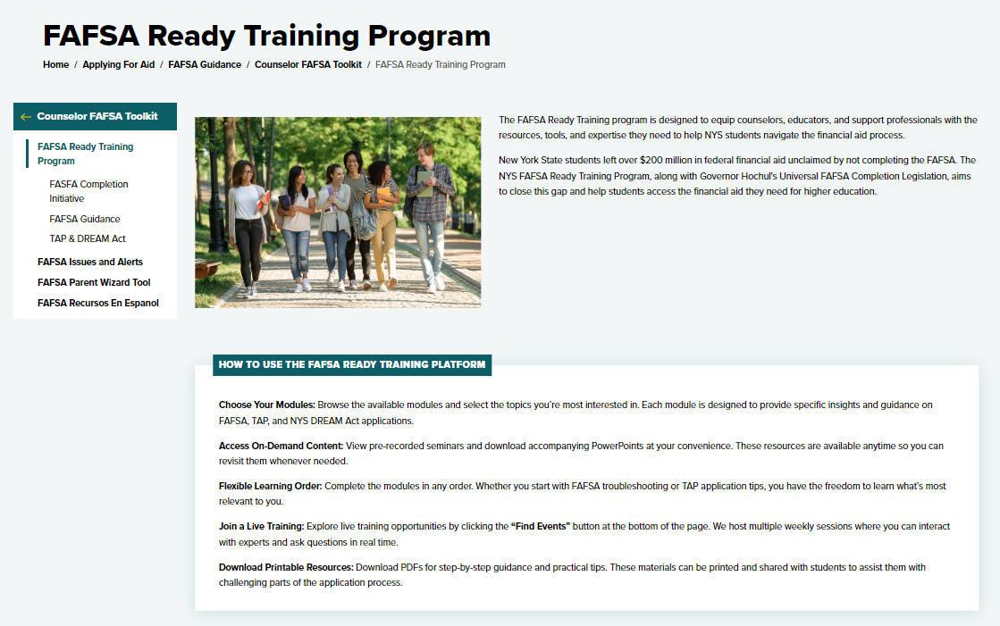 FAFSA Ready Training Program
Home / Applying For Aid / FAFSA Guidance / Counselor FAFSA Toolkit / FAFSA Ready Training Program
← Counselor FAFSA Toolkit
FAFSA Ready Training
Program
FASFA Completion
Initiative
FAFSA Guidance
TAP & DREAM Act
FAFSA Issues and Alerts
FAFSA Parent Wizard Tool
FAFSA Recursos En Espanol
The FAFSA Ready Training program is designed to equip counselors, educators, and support professionals with the
resources, tools, and expertise they need to help NYS students navigate the financial aid process.
New York State students left over $200 million in federal financial aid unclaimed by not completing the FAFSA. The
NYS FAFSA Ready Training Program, along with Governor Hochul's Universal FAFSA Completion Legislation, aims
to close this gap and help students access the financial aid they need for higher education.
HOW TO USE THE FAFSA READY TRAINING PLATFORM
Choose Your Modules: Browse the available modules and select the topics you're most interested in. Each module is designed to provide specific insights and guidance on
FAFSA, TAP, and NYS DREAM Act applications.
Access On-Demand Content: View pre-recorded seminars and download accompanying PowerPoints at your convenience. These resources are available anytime so you can
revisit them whenever needed.
Flexible Learning Order: Complete the modules in any order. Whether you start with FAFSA troubleshooting or TAP application tips, you have the freedom to learn what's most
relevant to you.
Join a Live Training: Explore live training opportunities by clicking the “Find Events” button at the bottom of the page. We host multiple weekly sessions where you can interact
with experts and ask questions in real time.
Download Printable Resources: Download PDFs for step-by-step guidance and practical tips. These materials can be printed and shared with students to assist them with
challenging parts of the application process.